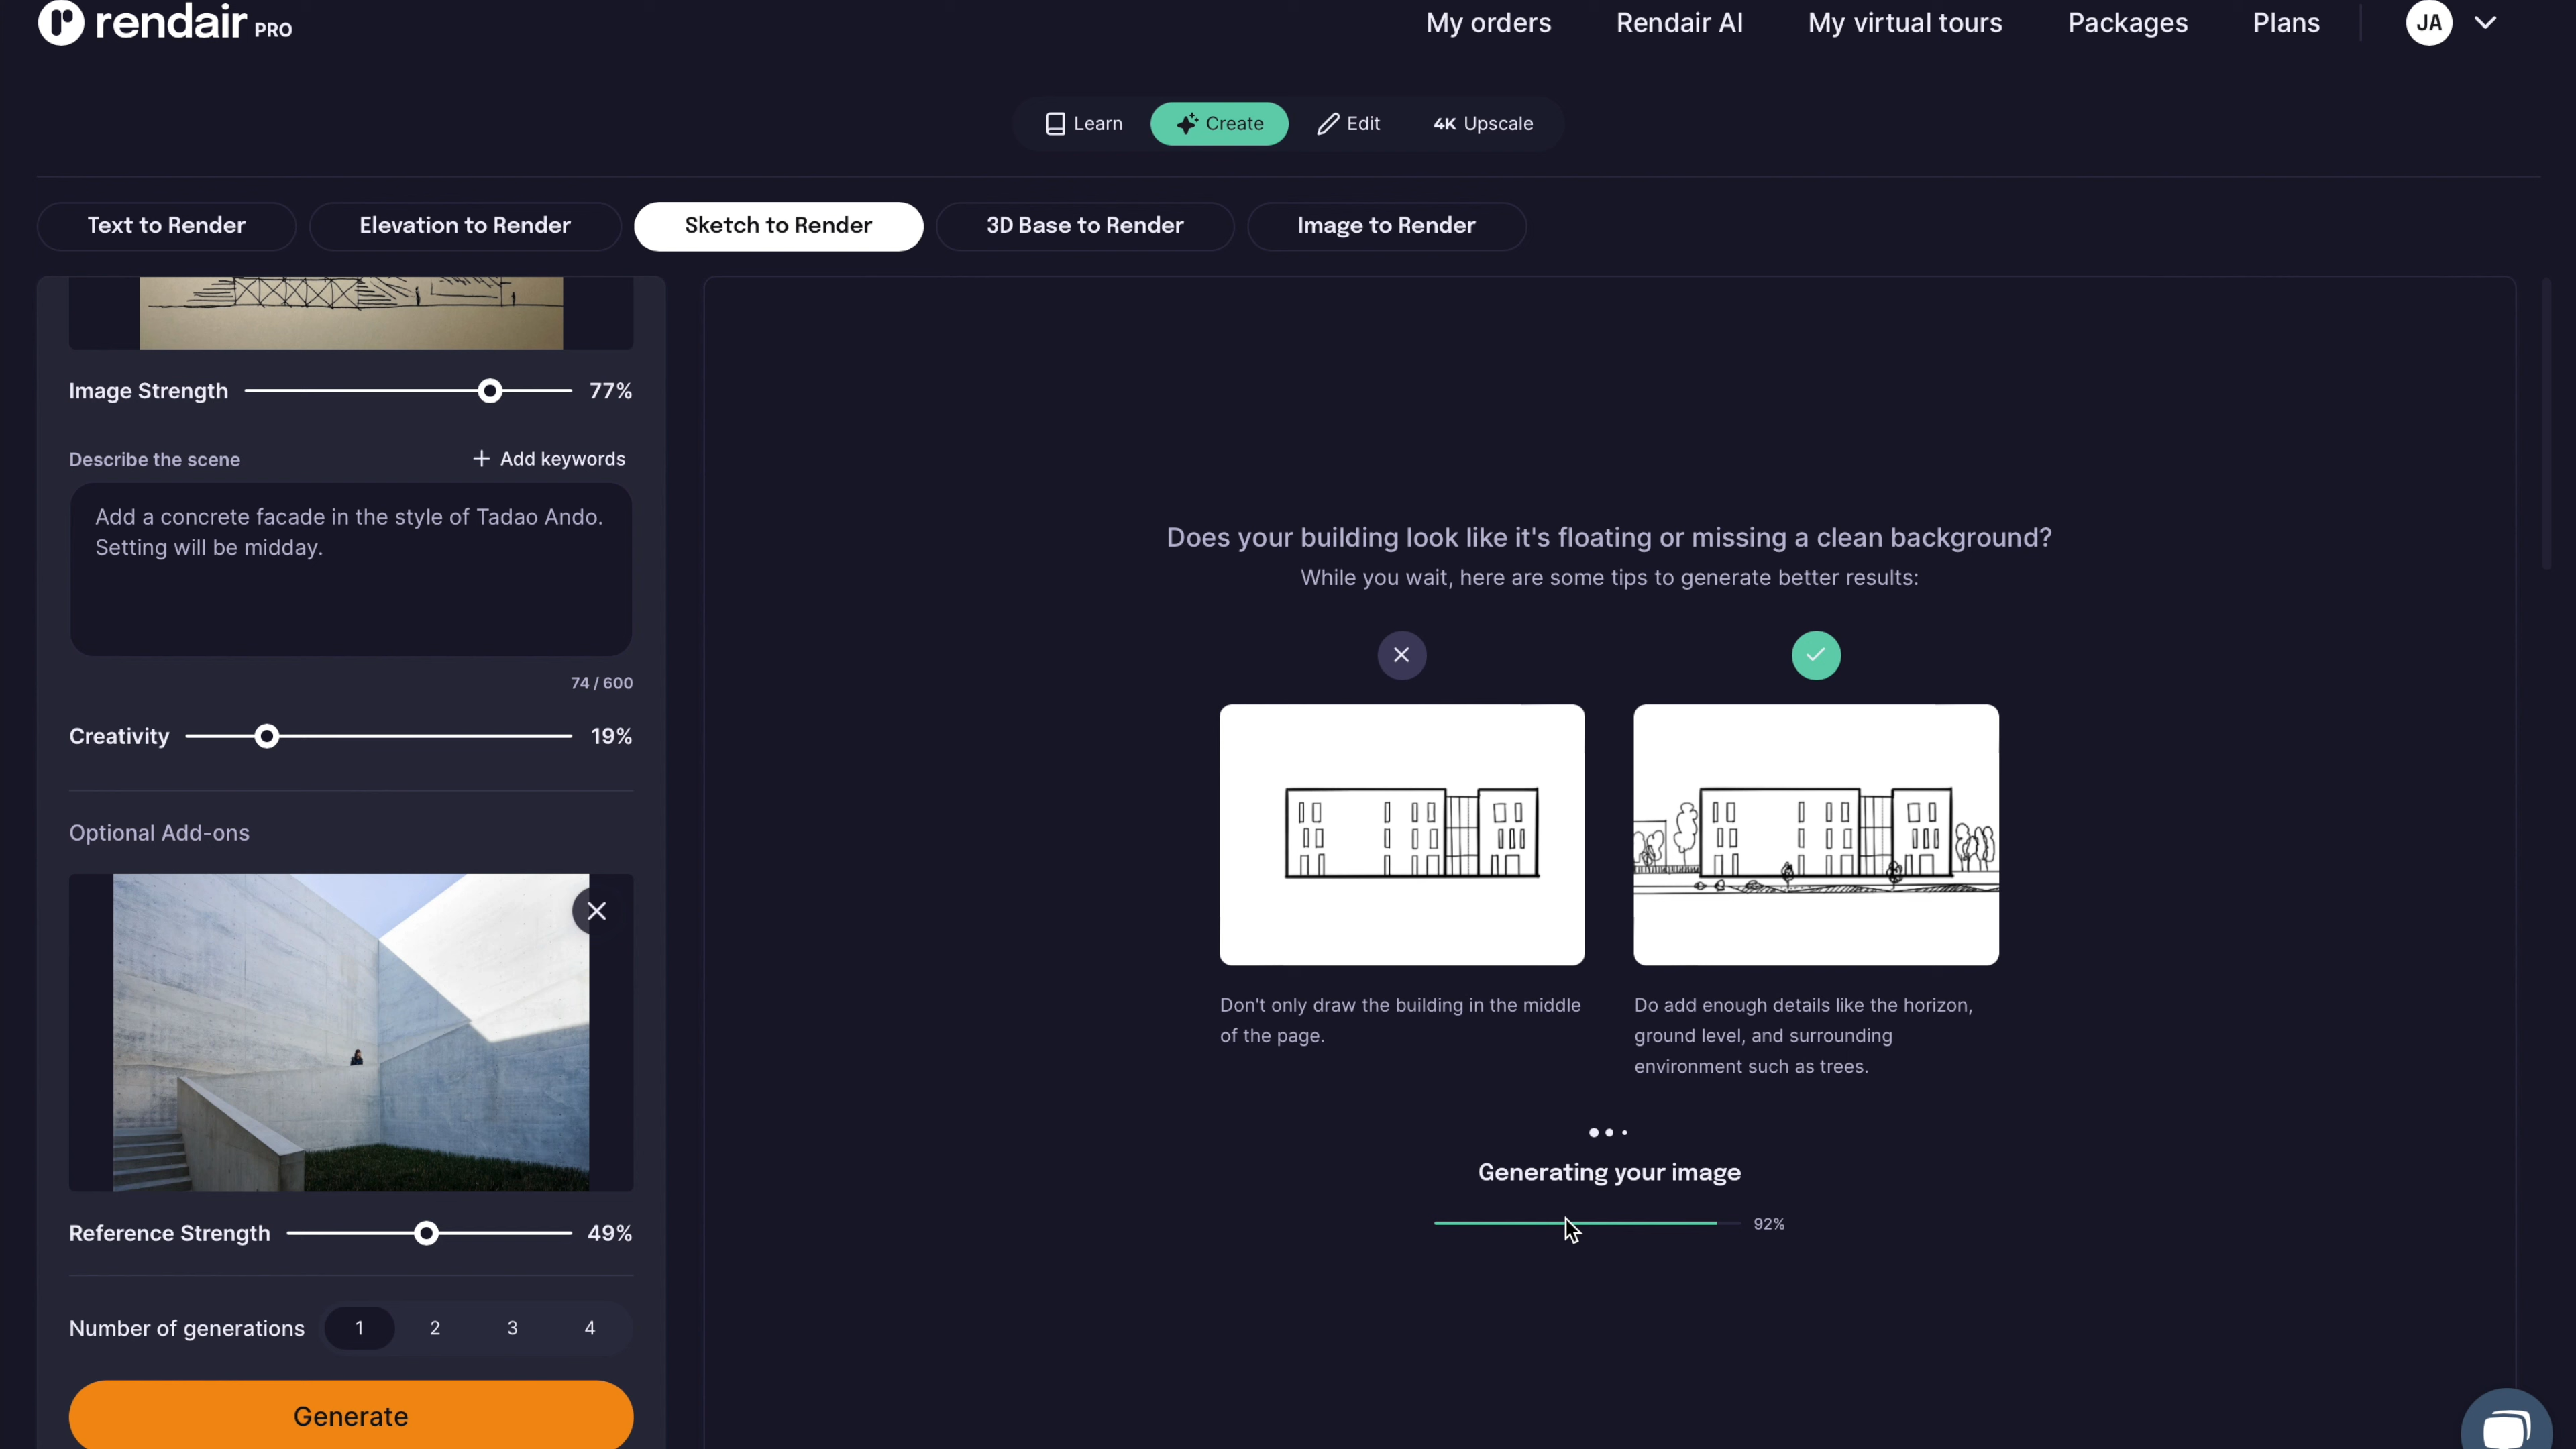 rendair PRO
My orders
Rendair AI
My virtual tours
Packages
Plans
JA
Learn
Create
Edit
4K Upscale
Text to Render
Elevation to Render
Sketch to Render
3D Base to Render
Image to Render
Image Strength
77%
Describe the scene
Add keywords
Add a concrete facade in the style of Tadao Ando.
Setting will be midday.
74 / 600
Creativity
19%
Optional Add-ons
Reference Strength
49%
Number of generations
1
2
3
4
Generate
Does your building look like it's floating or missing a clean background?
While you wait, here are some tips to generate better results:
Don't only draw the building in the middle
of the page.
Do add enough details like the horizon,
ground level, and surrounding
environment such as trees.
Generating your image
92%